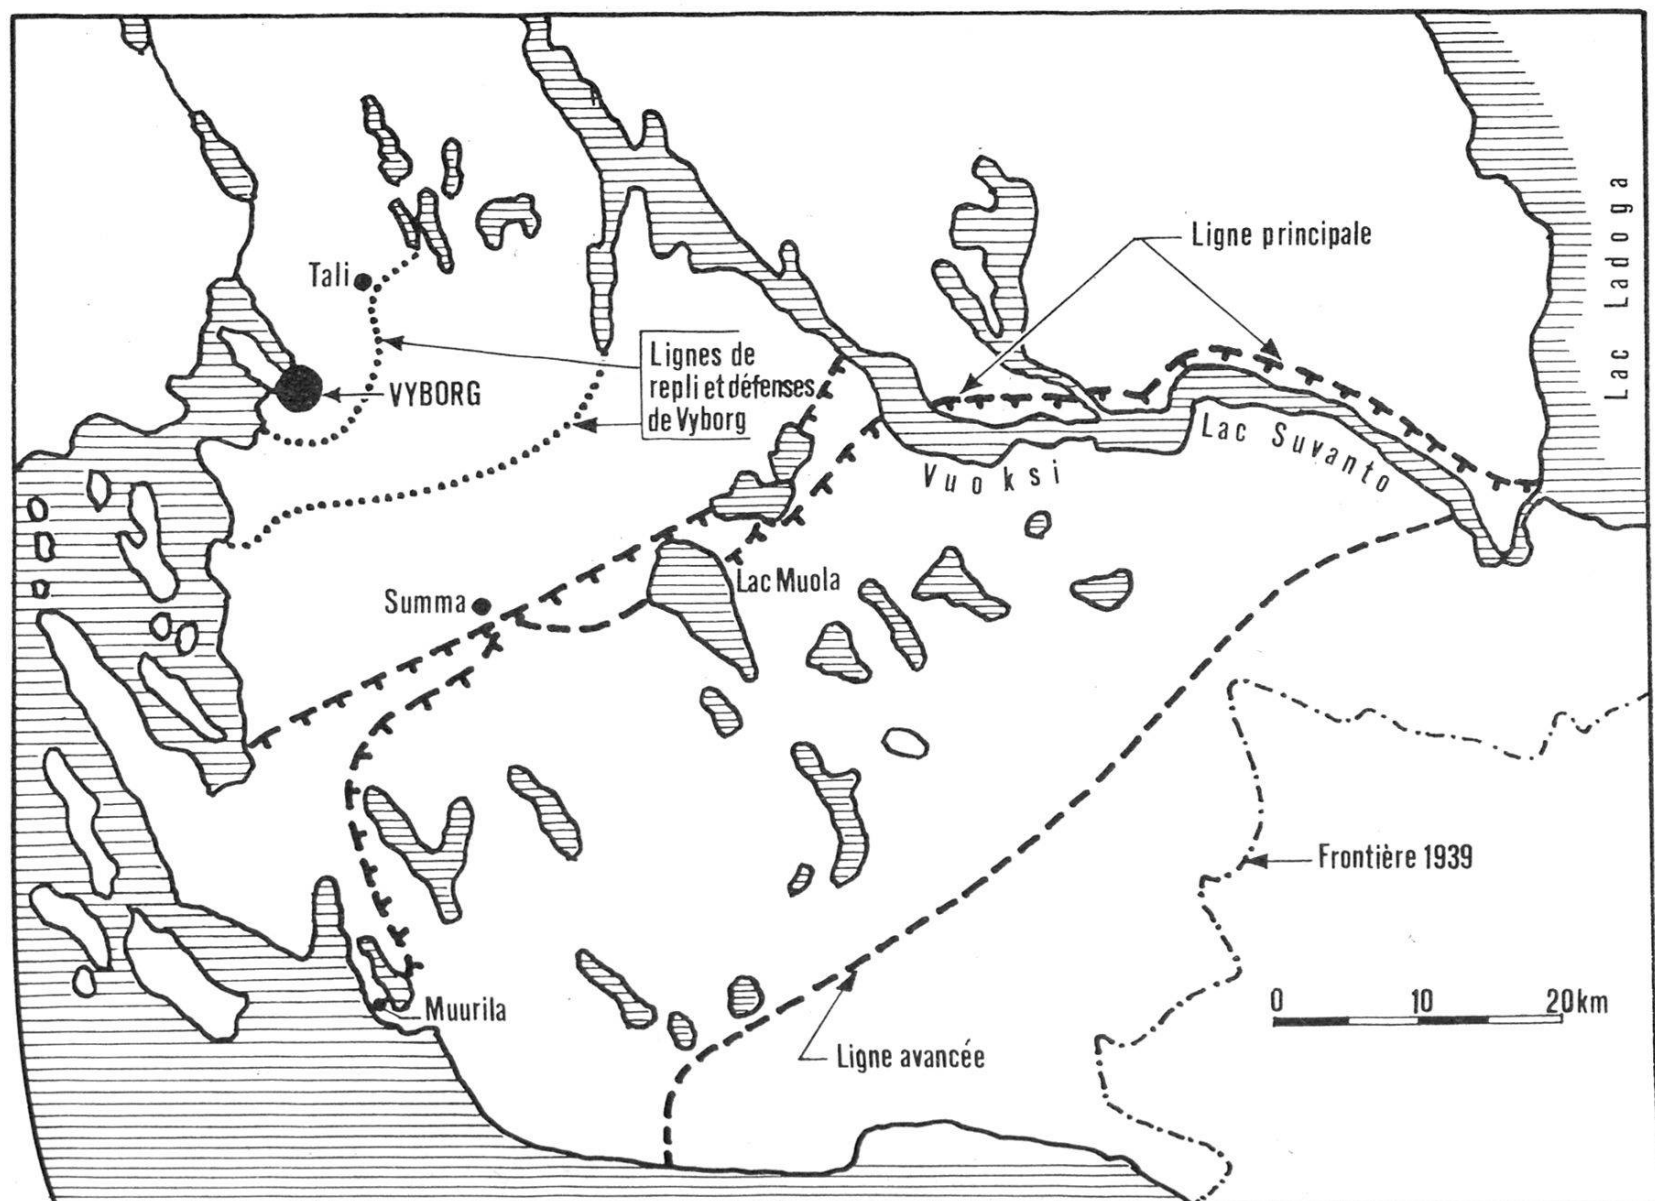 Lac Ladoga
Ligne principale
Tali
Lignes de
repli et défenses
de Vyborg
VYBORG
Lac Suvanto
Vuoksi
Lac Muola
Summa
Frontière 1939
Muurila
0 10 20km
Ligne avancée